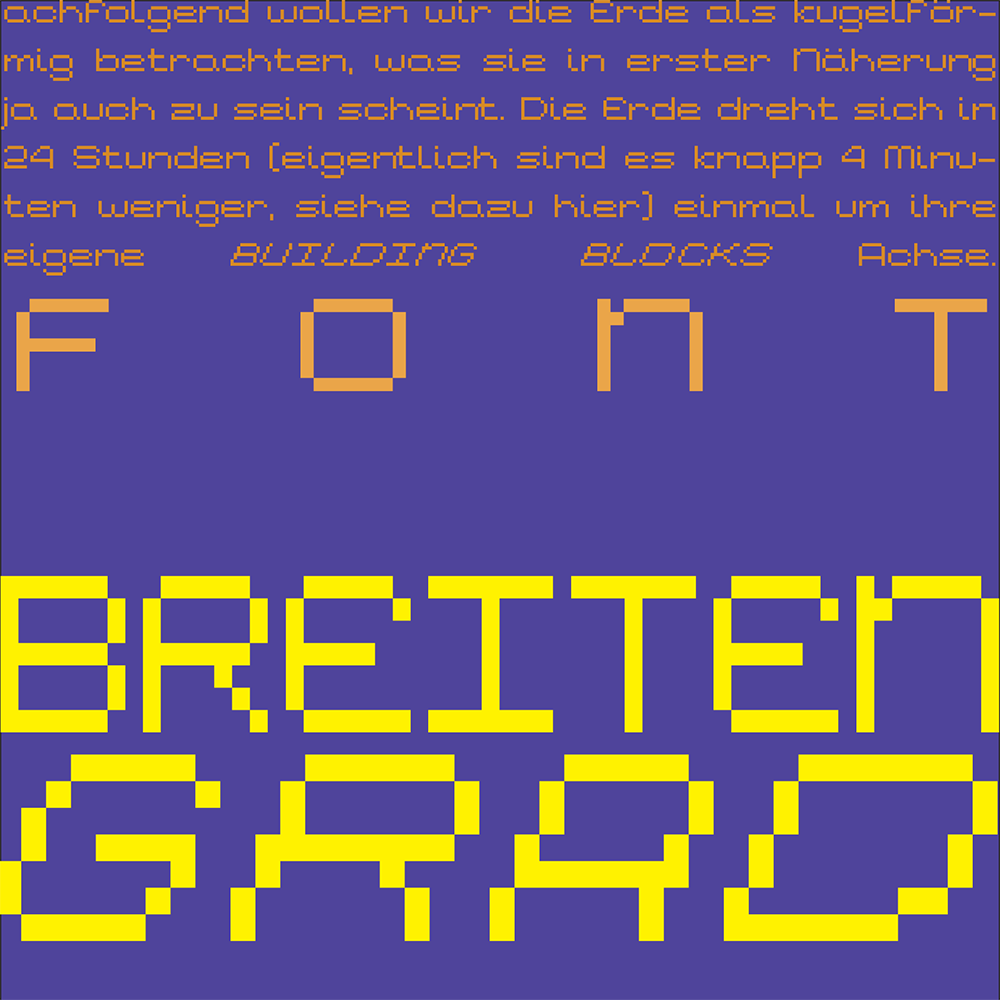 achfolgend wollen wir die Erde als kugelför-
mig betrachten, was sie in erster Näherung
ja auch zu sein scheint. Die Erde dreht sich in
24 Stunden (eigentlich sind es knapp 4 Minu-
ten weniger, siehe dazu hier) einmal um ihre
eigene BUILDING BLOCKS Achse.
FONT
BREITEN
GRAD